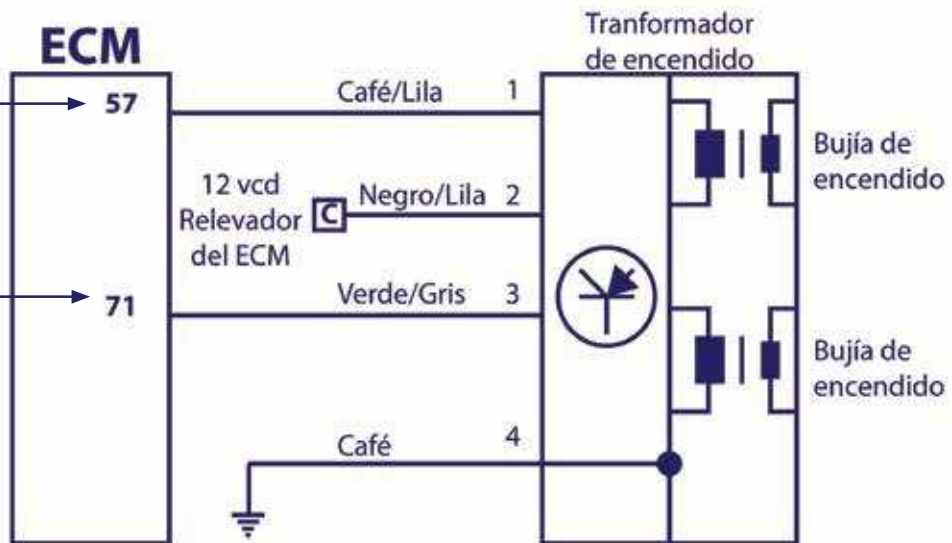 ECM
Tranformador
de encendido
57
Café/Lila 1
12 vcd
Relevador
del ECM
C
Negro/Lila 2
71
Verde/Gris 3
Café 4
Bujía de
encendido
Bujía de
encendido